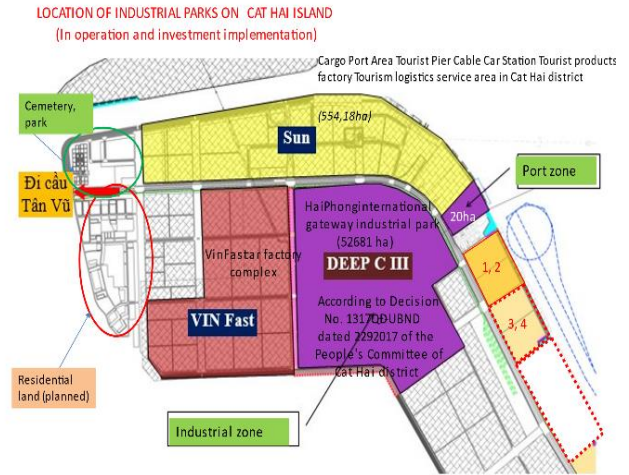 LOCATION OF INDUSTRIAL PARKS ON CAT HAI ISLAND
(In operation and investment implementation)
Cargo Port Area Tourist Pier Cable Car Station Tourist products
factory Tourism logistics service area in Cat Hai district
Cemetery,
park
(554,18ha)
Sun
Port zone
Đi cầu
Tân Vũ
20ha
HaiPhonginternational
gateway industrial park
(52681 ha)
DEEP C III
VinFastar factory
complex
1, 2
According to Decision
No. 1317QĐUBND
dated 2292017 of the
People's Committee of
Cat Hai district
VIN Fast
3, 4
Residential
land (planned)
Industrial zone